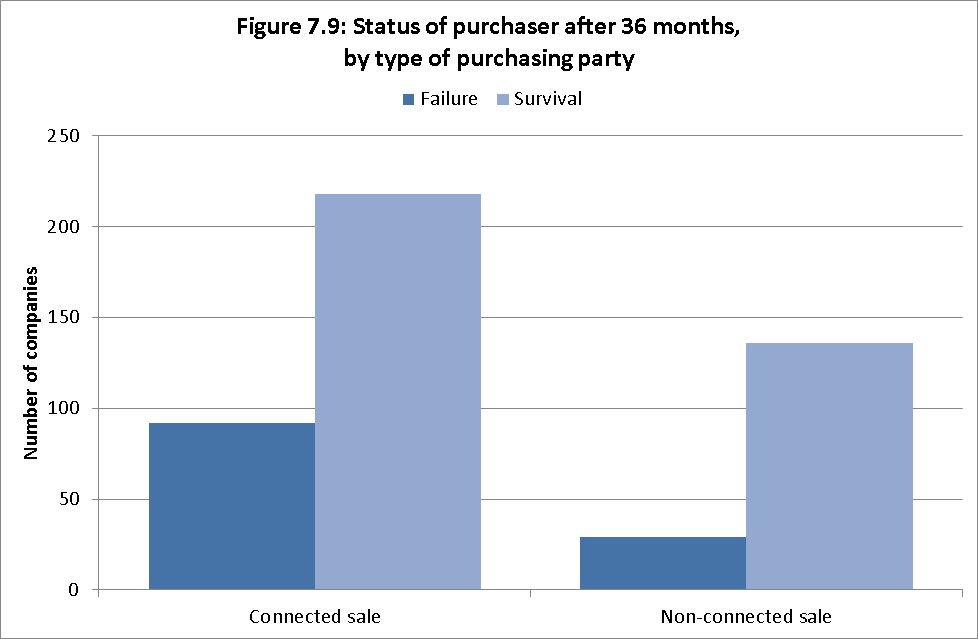 Figure 7.9: Status of purchaser after 36 months,
by type of purchasing party
Failure Survival
250
200
150
100
50
0
Number of companies
Connected sale Non-connected sale